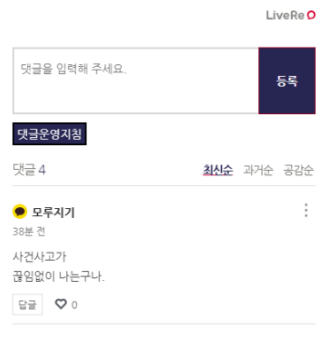 LiveRe
댓글을 입력해 주세요.
등록
댓글운영지침
댓글 4
최신순 과거순 공감순
모루지기
38분 전
사건사고가
끊임없이 나는구나.
답글 0